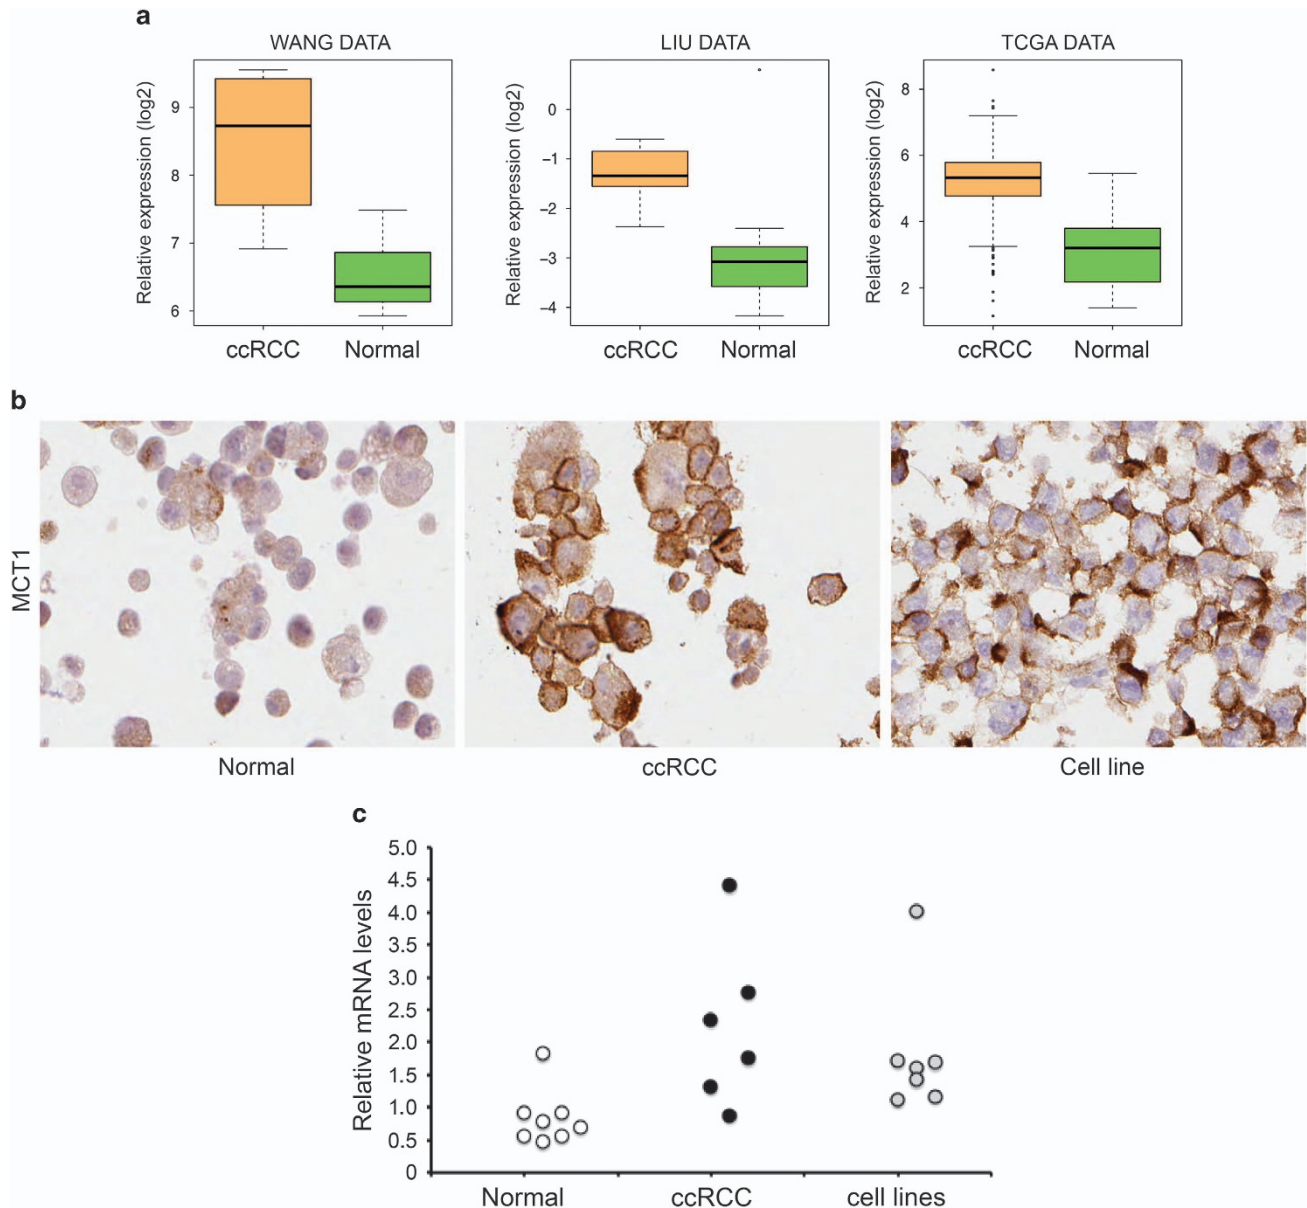 a
WANG DATA
LIU DATA
TCGA DATA
Relative expression (log2)
9
8
7
6
ccRCC
Normal
Relative expression (log2)
0
−1
−2
−3
−4
ccRCC
Normal
Relative expression (log2)
8
6
4
2
ccRCC
Normal
b
MCT1
Normal
ccRCC
Cell line
c
Relative mRNA levels
5.0
4.5
4.0
3.5
3.0
2.5
2.0
1.5
1.0
0.5
0
Normal
ccRCC
cell lines